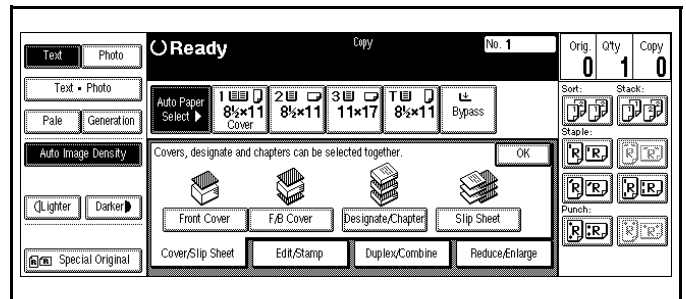 Text Photo
Text • Photo
Pale Generation
Auto Image Density
Lighter Darker
Special Original
Ready Copy No. 1
Auto Paper Select ▶
1 8½×11 Cover
2 8½×11
3 11×17
T 8½×11
Bypass
Covers, designate and chapters can be selected together. OK
Front Cover F/B Cover Designate/Chapter Slip Sheet
Cover/Slip Sheet Edit/Stamp Duplex/Combine Reduce/Enlarge
Orig. Q'ty Copy
0 1 0
Sort: Stack:
Staple:
Punch: